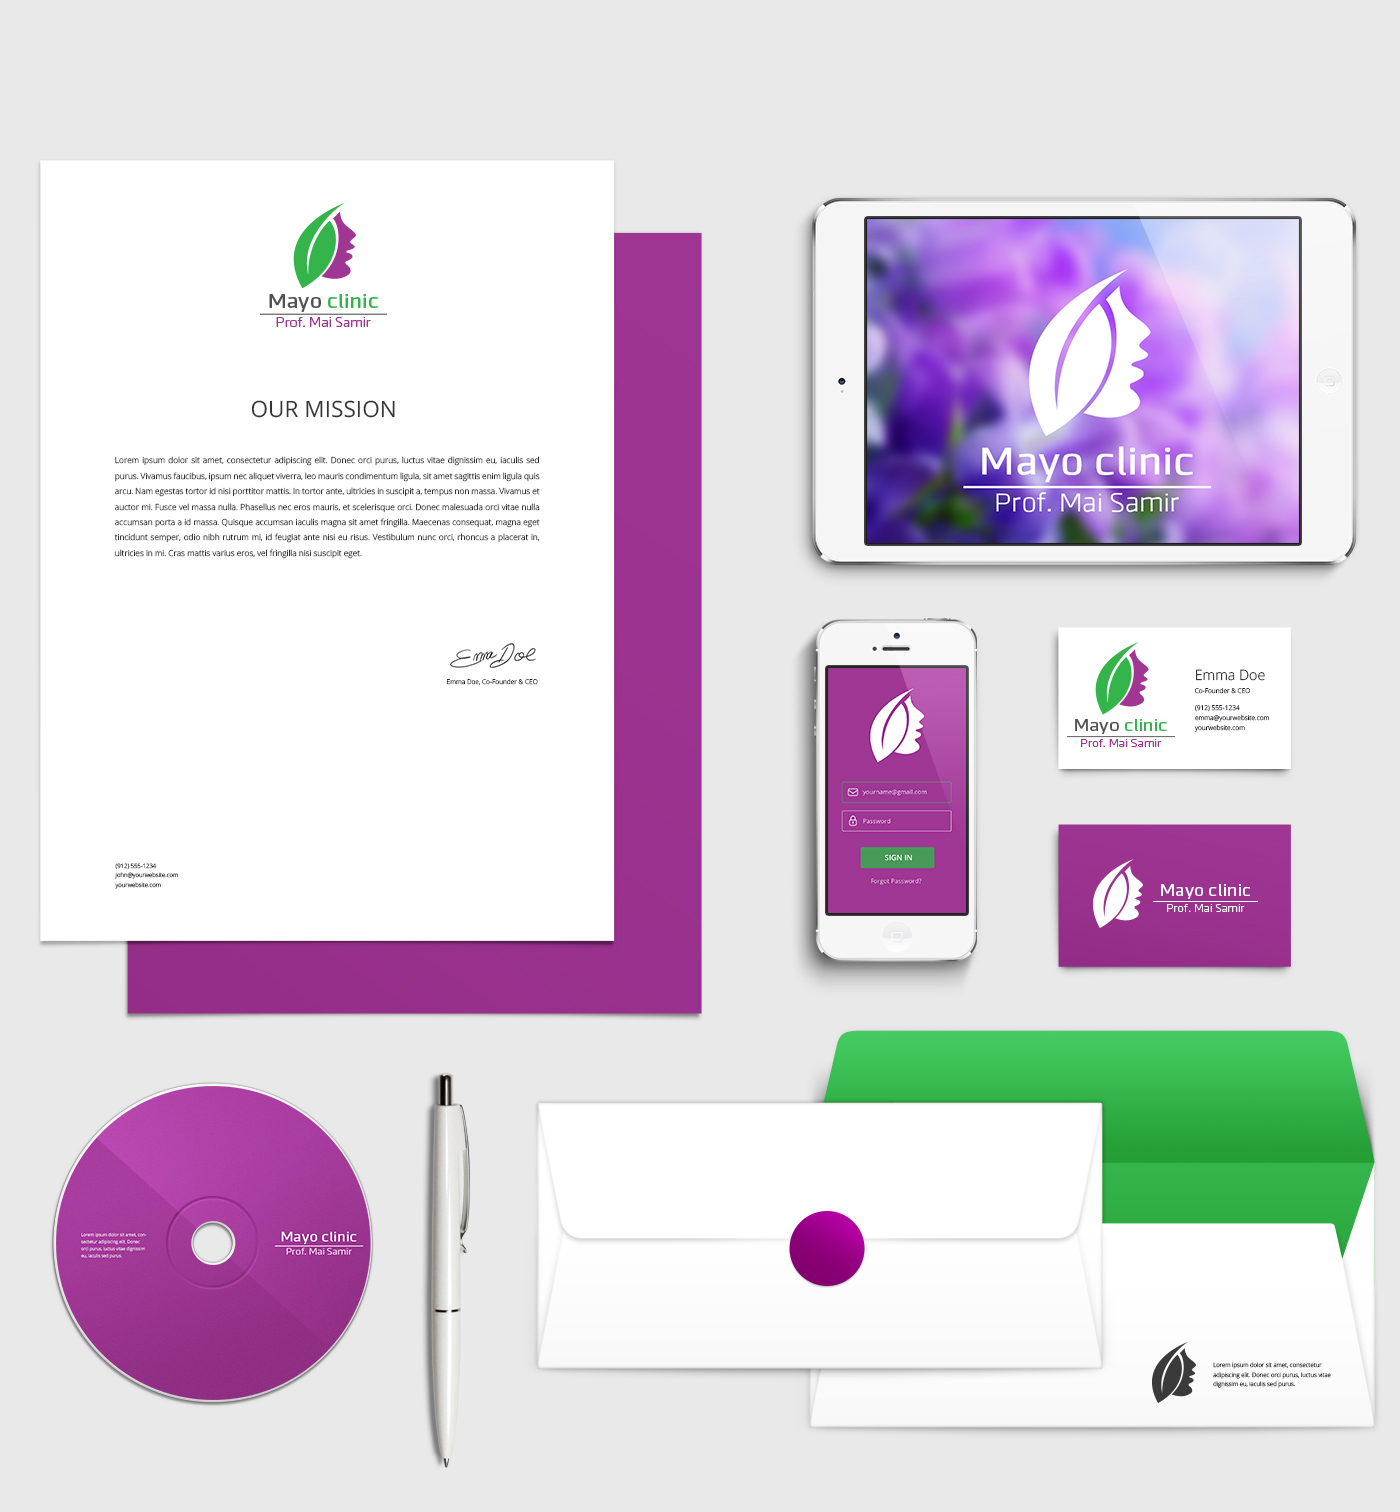 Mayo clinic
Prof. Mai Samir
OUR MISSION
Lorem ipsum dolor sit amet, consectetur adipiscing elit. Donec orci purus, luctus vitae dignissim eu, iaculis sed
purus. Vivamus faucibus, ipsum nec aliquet viverra, leo mauris condimentum ligula, sit amet sagittis enim ligula quis
arcu. Nam egestas tortor id nisi porttitor mattis. In tortor ante, ultricies in suscipit a, tempus non massa. Vivamus et
auctor mi. Fusce vel massa nulla. Phasellus nec eros mauris, et scelerisque orci. Donec malesuada orci vitae nulla
accumsan porta a id massa. Quisque accumsan iaculis magna sit amet fringilla. Maecenas consequat, magna eget
tincidunt semper, odio nibh rutrum mi, id feugiat ante nisi eu risus. Vestibulum nunc orci, rhoncus a placerat in,
ultricies in mi. Cras mattis varius eros, vel fringilla nisi suscipit eget.
Emma Doe
Emma Doe, Co-Founder & CEO
(912) 555-1234
john@yourwebsite.com
yourwebsite.com
Mayo clinic
Prof. Mai Samir
yourname@gmail.com
Password
SIGN IN
Forgot Password?
Mayo clinic
Prof. Mai Samir
Emma Doe
Co-Founder & CEO
(912) 555-1234
emma@yourwebsite.com
yourwebsite.com
Mayo clinic
Prof. Mai Samir
Lorem ipsum dolor sit amet, con-
sectetur adipiscing elit. Donec
orci purus, luctus vitae dignissim
eu, iaculis sed purus.
Mayo clinic
Prof. Mai Samir
Lorem ipsum dolor sit amet, consectetur
adipiscing elit. Donec orci purus, luctus vitae
dignissim eu, iaculis sed purus.